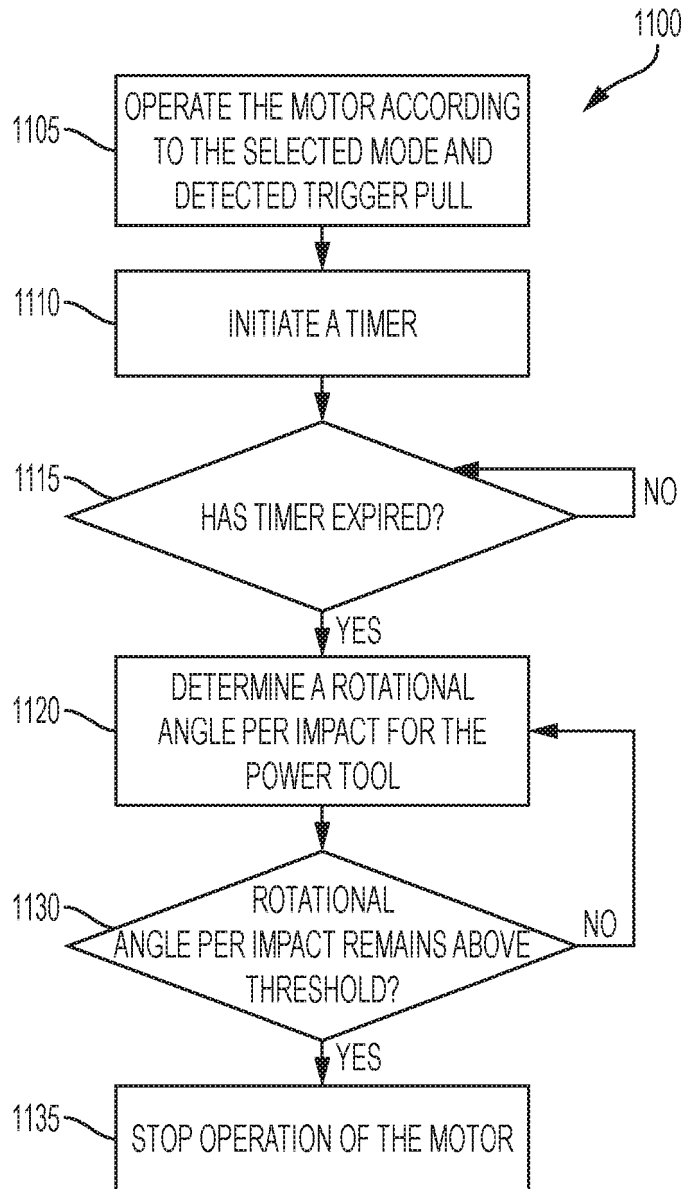 1100
1105
OPERATE THE MOTOR ACCORDING
TO THE SELECTED MODE AND
DETECTED TRIGGER PULL
1110
INITIATE A TIMER
1115
HAS TIMER EXPIRED?
NO
YES
1120
DETERMINE A ROTATIONAL
ANGLE PER IMPACT FOR THE
POWER TOOL
1130
ROTATIONAL
ANGLE PER IMPACT REMAINS ABOVE
THRESHOLD?
NO
YES
1135
STOP OPERATION OF THE MOTOR